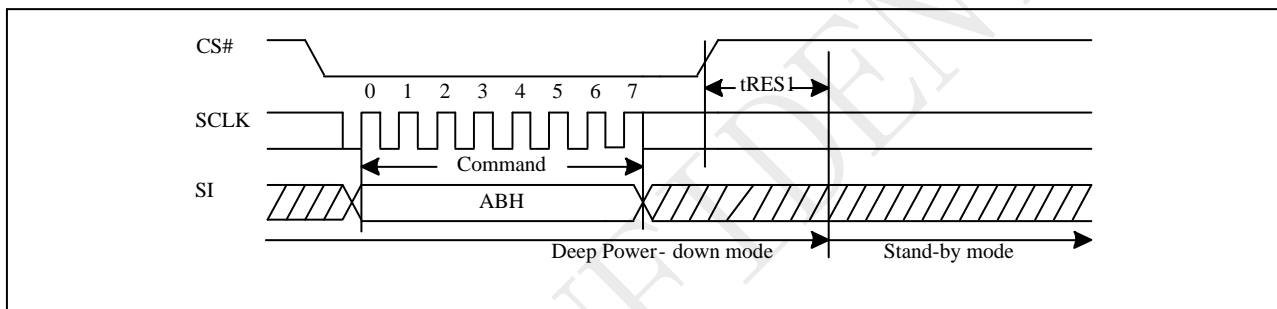 CS#
tRES1
0 1 2 3 4 5 6 7
SCLK
Command
SI
ABH
Deep Power- down mode Stand-by mode